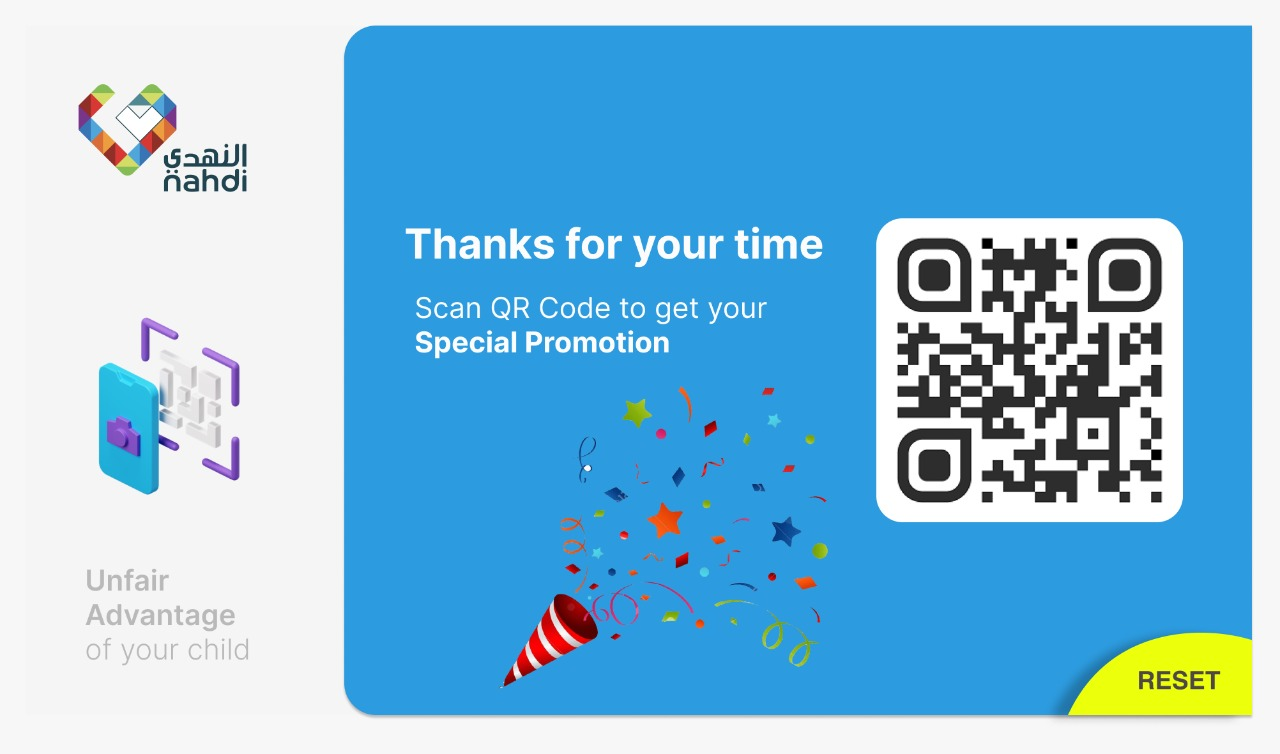 النهدي
nahdi
Thanks for your time
Scan QR Code to get your
Special Promotion
Unfair
Advantage
of your child
RESET